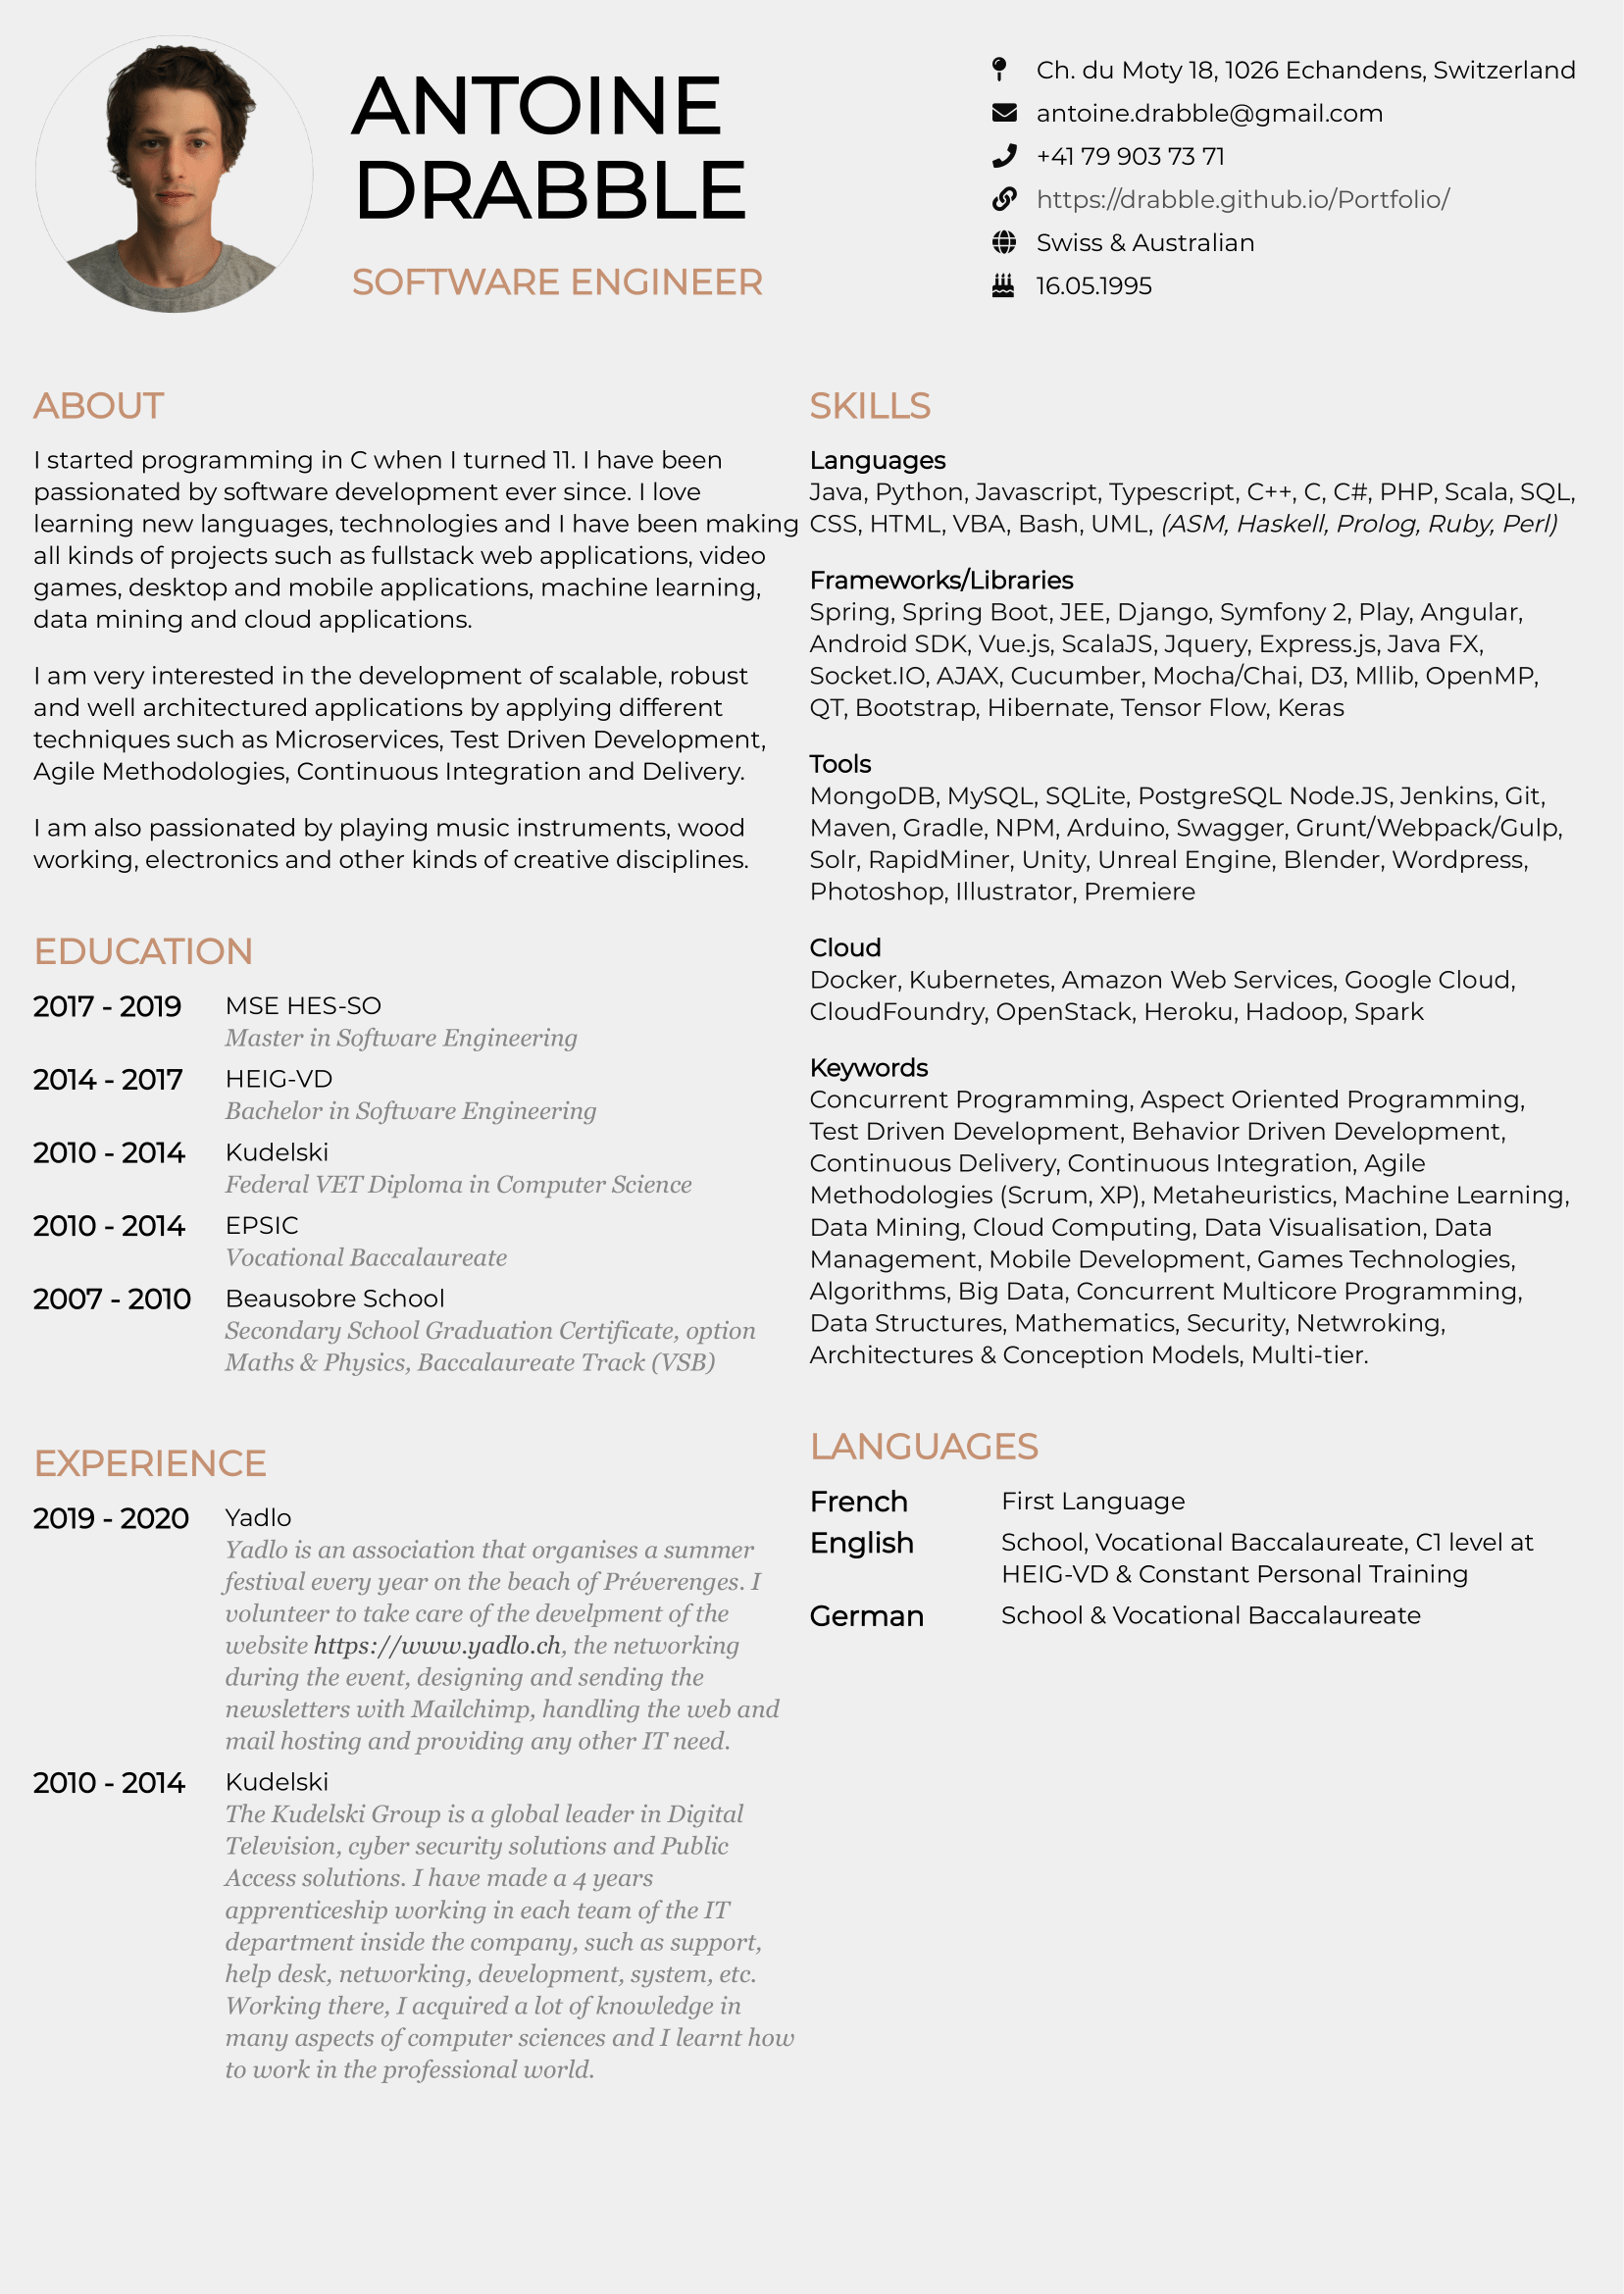 ANTOINE
DRABBLE
SOFTWARE ENGINEER
Ch. du Moty 18, 1026 Echandens, Switzerland
antoine.drabble@gmail.com
+41 79 903 73 71
https://drabble.github.io/Portfolio/
Swiss & Australian
16.05.1995
ABOUT
I started programming in C when I turned 11. I have been
passionated by software development ever since. I love
learning new languages, technologies and I have been making
all kinds of projects such as fullstack web applications, video
games, desktop and mobile applications, machine learning,
data mining and cloud applications.
I am very interested in the development of scalable, robust
and well architectured applications by applying different
techniques such as Microservices, Test Driven Development,
Agile Methodologies, Continuous Integration and Delivery.
I am also passionated by playing music instruments, wood
working, electronics and other kinds of creative disciplines.
EDUCATION
2017 - 2019 MSE HES-SO
Master in Software Engineering
2014 - 2017 HEIG-VD
Bachelor in Software Engineering
2010 - 2014 Kudelski
Federal VET Diploma in Computer Science
2010 - 2014 EPSIC
Vocational Baccalaureate
2007 - 2010 Beausobre School
Secondary School Graduation Certificate, option
Maths & Physics, Baccalaureate Track (VSB)
EXPERIENCE
2019 - 2020 Yadlo
Yadlo is an association that organises a summer
festival every year on the beach of Préverenges. I
volunteer to take care of the develpment of the
website https://www.yadlo.ch, the networking
during the event, designing and sending the
newsletters with Mailchimp, handling the web and
mail hosting and providing any other IT need.
2010 - 2014 Kudelski
The Kudelski Group is a global leader in Digital
Television, cyber security solutions and Public
Access solutions. I have made a 4 years
apprenticeship working in each team of the IT
department inside the company, such as support,
help desk, networking, development, system, etc.
Working there, I acquired a lot of knowledge in
many aspects of computer sciences and I learnt how
to work in the professional world.
SKILLS
Languages
Java, Python, Javascript, Typescript, C++, C, C#, PHP, Scala, SQL,
CSS, HTML, VBA, Bash, UML, (ASM, Haskell, Prolog, Ruby, Perl)
Frameworks/Libraries
Spring, Spring Boot, JEE, Django, Symfony 2, Play, Angular,
Android SDK, Vue.js, ScalaJS, Jquery, Express.js, Java FX,
Socket.IO, AJAX, Cucumber, Mocha/Chai, D3, Mllib, OpenMP,
QT, Bootstrap, Hibernate, Tensor Flow, Keras
Tools
MongoDB, MySQL, SQLite, PostgreSQL Node.JS, Jenkins, Git,
Maven, Gradle, NPM, Arduino, Swagger, Grunt/Webpack/Gulp,
Solr, RapidMiner, Unity, Unreal Engine, Blender, Wordpress,
Photoshop, Illustrator, Premiere
Cloud
Docker, Kubernetes, Amazon Web Services, Google Cloud,
CloudFoundry, OpenStack, Heroku, Hadoop, Spark
Keywords
Concurrent Programming, Aspect Oriented Programming,
Test Driven Development, Behavior Driven Development,
Continuous Delivery, Continuous Integration, Agile
Methodologies (Scrum, XP), Metaheuristics, Machine Learning,
Data Mining, Cloud Computing, Data Visualisation, Data
Management, Mobile Development, Games Technologies,
Algorithms, Big Data, Concurrent Multicore Programming,
Data Structures, Mathematics, Security, Netwroking,
Architectures & Conception Models, Multi-tier.
LANGUAGES
French First Language
English School, Vocational Baccalaureate, C1 level at
HEIG-VD & Constant Personal Training
German School & Vocational Baccalaureate